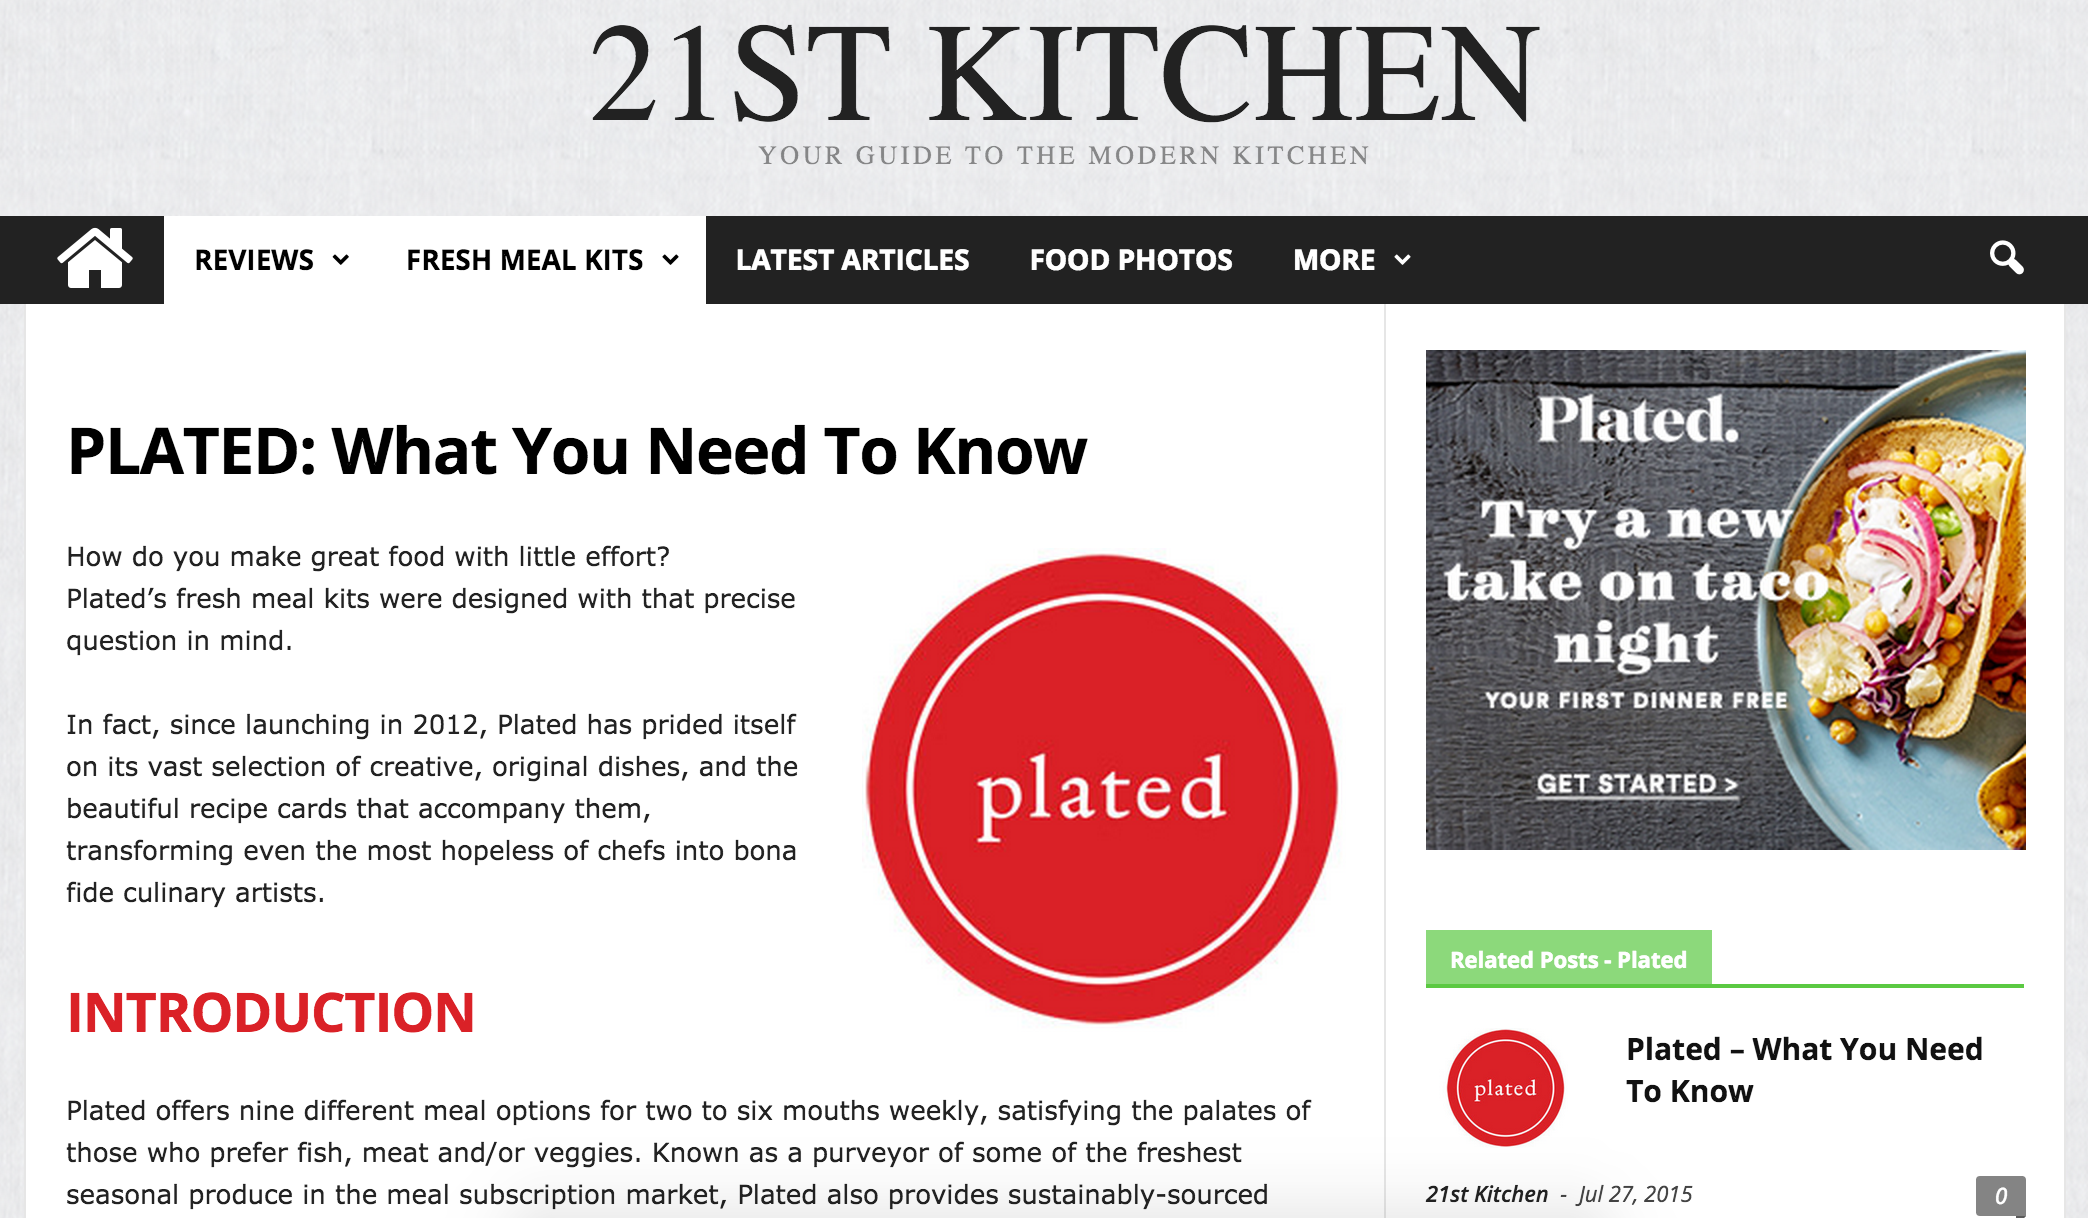 21ST KITCHEN
YOUR GUIDE TO THE MODERN KITCHEN
REVIEWS FRESH MEAL KITS LATEST ARTICLES FOOD PHOTOS MORE
PLATED: What You Need To Know
How do you make great food with little effort?
Plated’s fresh meal kits were designed with that precise
question in mind.
In fact, since launching in 2012, Plated has prided itself
on its vast selection of creative, original dishes, and the
beautiful recipe cards that accompany them,
transforming even the most hopeless of chefs into bona
fide culinary artists.
plated
INTRODUCTION
Plated offers nine different meal options for two to six mouths weekly, satisfying the palates of
those who prefer fish, meat and/or veggies. Known as a purveyor of some of the freshest
seasonal produce in the meal subscription market, Plated also provides sustainably-sourced
Plated.
Try a new
take on taco
night
YOUR FIRST DINNER FREE
GET STARTED >
Related Posts - Plated
plated
Plated – What You Need
To Know
21st Kitchen - Jul 27, 2015
0